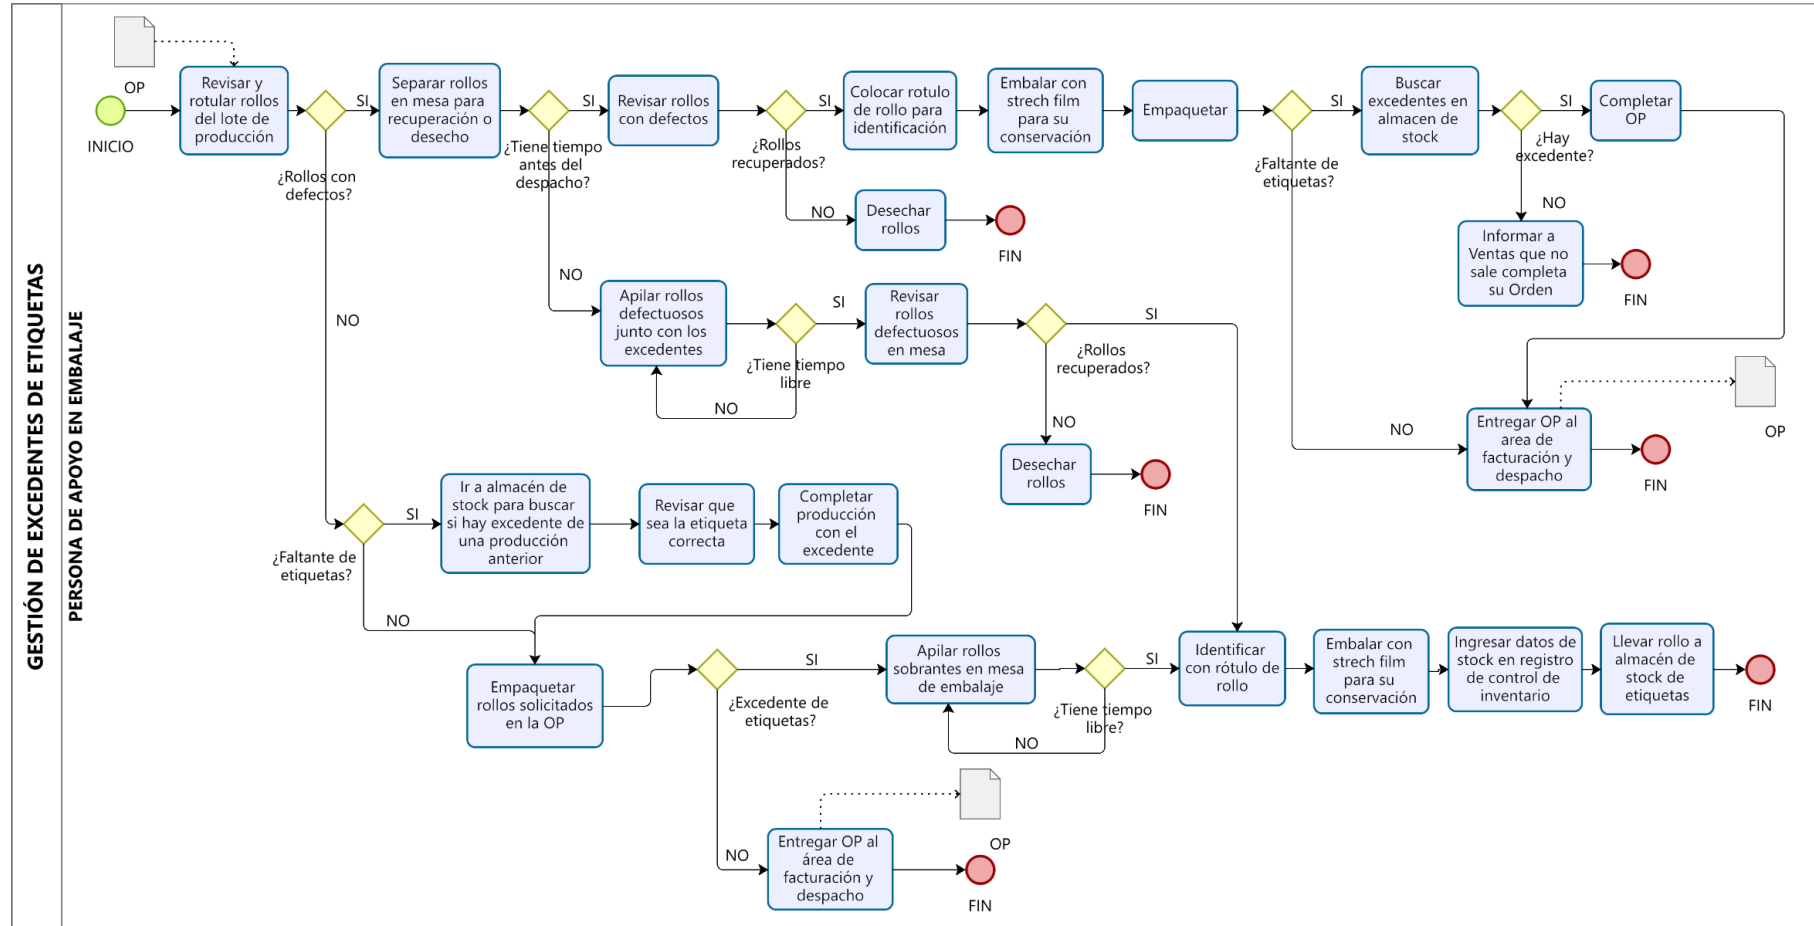 GESTIÓN DE EXCEDENTES DE ETIQUETAS
PERSONA DE APOYO EN EMBALAJE
OP
INICIO
Revisar y
rotular rollos
del lote de
producción
¿Rollos con
defectos?
SI
Separar rollos
en mesa para
recuperación o
desecho
¿Tiene tiempo
antes del
despacho?
SI
Revisar rollos
con defectos
¿Rollos
recuperados?
SI
Colocar rotulo
de rollo para
identificación
Embalar con
strech film
para su
conservación
Empaquetar
¿Faltante de
etiquetas?
SI
Buscar
excedentes en
almacen de
stock
¿Hay
excedente?
SI
Completar
OP
NO
Desechar
rollos
FIN
NO
Informar a
Ventas que no
sale completa
su Orden
FIN
NO
Apilar rollos
defectuosos
junto con los
excedentes
¿Tiene tiempo
libre
NO
SI
Revisar
rollos
defectuosos
en mesa
¿Rollos
recuperados?
SI
NO
Desechar
rollos
FIN
NO
Entregar OP al
area de
facturación y
despacho
OP
FIN
NO
¿Faltante de
etiquetas?
SI
Ir a almacén de
stock para buscar
si hay excedente de
una producción
anterior
Revisar que
sea la etiqueta
correcta
Completar
producción
con el
excedente
NO
Empaquetar
rollos solicitados
en la OP
¿Excedente de
etiquetas?
SI
Apilar rollos
sobrantes en mesa
de embalaje
¿Tiene tiempo
libre?
NO
SI
Identificar
con rótulo de
rollo
Embalar con
strech film
para su
conservación
Ingresar datos de
stock en registro
de control de
inventario
Llevar rollo a
almacén de
stock de
etiquetas
FIN
NO
Entregar OP al
área de
facturación y
despacho
OP
FIN